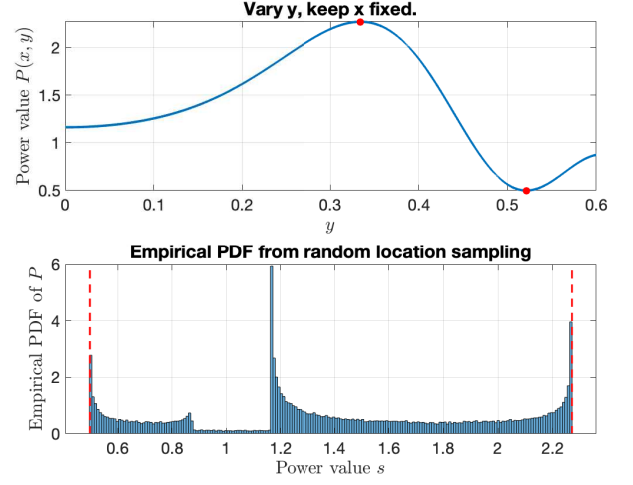 Vary y, keep x fixed.
Power value P(x, y)
2
1.5
1
0.5
0 0.1 0.2 0.3 0.4 0.5 0.6
y
Empirical PDF from random location sampling
Empirical PDF of P
6
4
2
0
0.6 0.8 1 1.2 1.4 1.6 1.8 2 2.2
Power value s